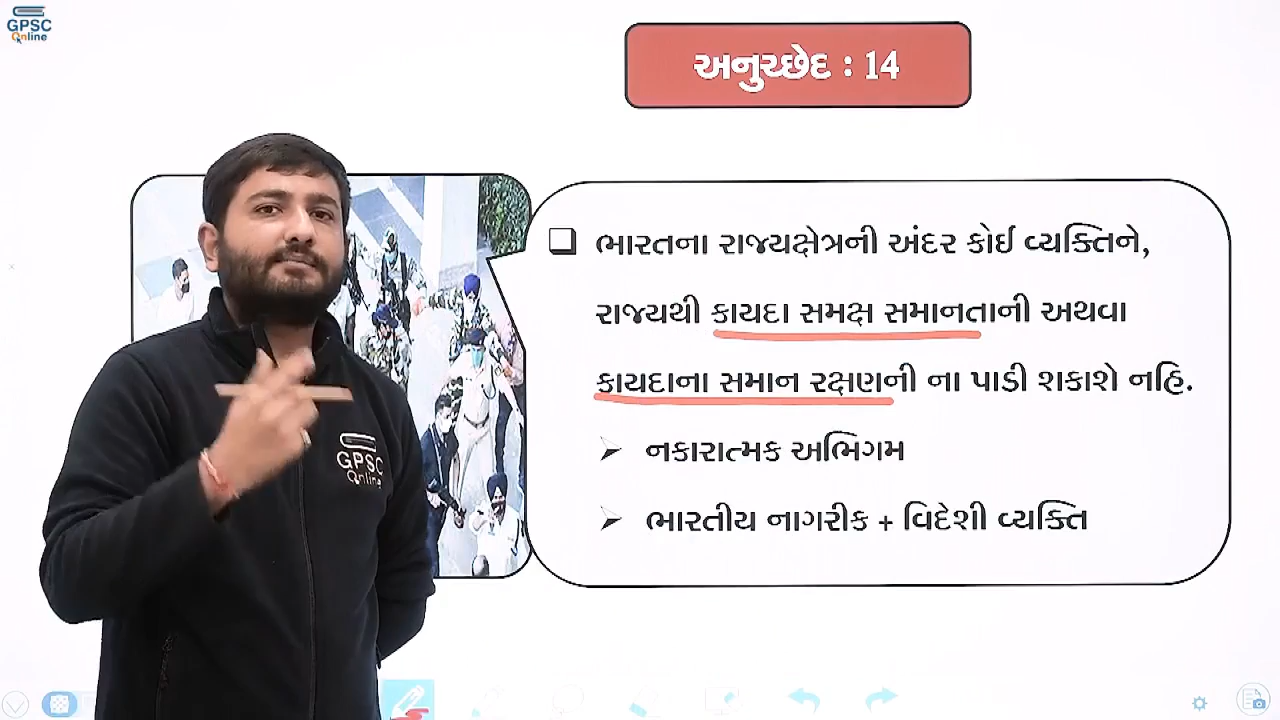 GPSC
Online
અનુચ્છેદ : 14
ભારતના રાજ્યક્ષેત્રની અંદર કોઈ વ્યક્તિને,
રાજ્યથી કાયદા સમક્ષ સમાનતાની અથવા
કાયદાના સમાન રક્ષણની ના પાડી શકાશે નહિ.
નકારાત્મક અભિગમ
ભારતીય નાગરીક + વિદેશી વ્યક્તિ
GPSC
Online